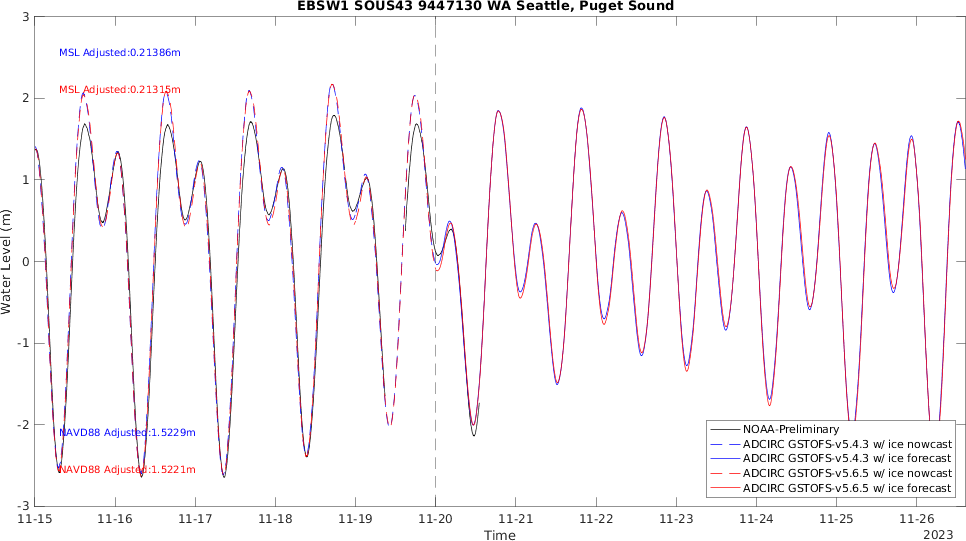 EBSW1 SOUS43 9447130 WA Seattle, Puget Sound
3
2
1
0
-1
-2
-3
Water Level (m)
MSL Adjusted:0.21386m
MSL Adjusted:0.21315m
NAVD88 Adjusted:1.5229m
NAVD88 Adjusted:1.5221m
NOAA-Preliminary
ADCIRC GSTOFS-v5.4.3 w/ ice nowcast
ADCIRC GSTOFS-v5.4.3 w/ ice forecast
ADCIRC GSTOFS-v5.6.5 w/ ice nowcast
ADCIRC GSTOFS-v5.6.5 w/ ice forecast
11-15 11-16 11-17 11-18 11-19 11-20 11-21 11-22 11-23 11-24 11-25 11-26
Time
2023